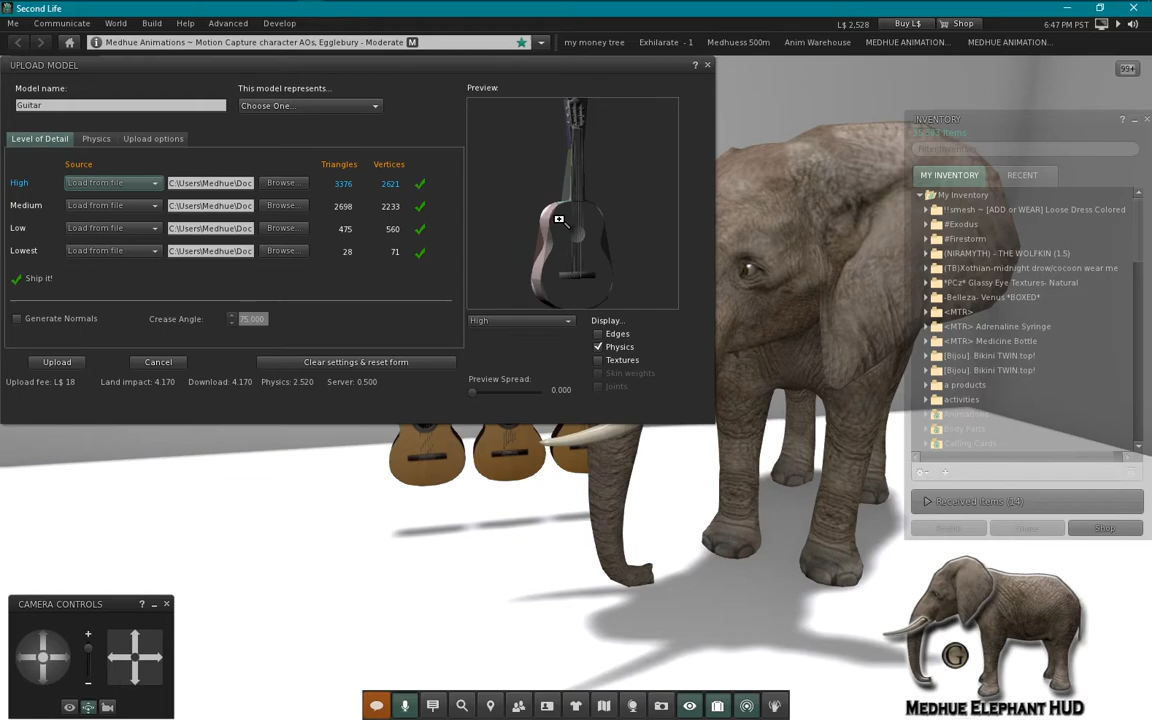 Second Life
Me Communicate World Build Help Advanced Develop
L$ 2,528 Buy L$ Shop 6:47 PM PST
Medhue Animations ~ Motion Capture character AOs, Egglebury - Moderate M
my money tree Exhilarate - 1 Medhuess 500m Anim Warehouse MEDHUE ANIMATION... MEDHUE ANIMATION...
99+
UPLOAD MODEL ?
Model name: This model represents... Preview:
Guitar Choose One...
Level of Detail Physics Upload options
Source Triangles Vertices
High Load from file C:\Users\Medhue\Doc Browse... 3376 2621
Medium Load from file C:\Users\Medhue\Doc Browse... 2698 2233
Low Load from file C:\Users\Medhue\Doc Browse... 475 560
Lowest Load from file C:\Users\Medhue\Doc Browse... 28 71
Ship it!
Generate Normals Crease Angle: 75.000
High Display...
Edges
Physics
Textures
Skin weights
Joints
Preview Spread: 0.000
Upload Cancel Clear settings & reset form
Upload fee: L$ 18 Land impact: 4.170 Download: 4.170 Physics: 2.520 Server: 0.500
INVENTORY ?
Items
Filter Inventory
MY INVENTORY RECENT
My Inventory
!!smesh ~ [ADD or WEAR] Loose Dress Colored
#Exodus
#Firestorm
(NIRAMYTH) - THE WOLFKIN (1.5)
(TB)Xothian-midnight drow/cocoon wear me
*PCz* Glassy Eye Textures- Natural
-Belleza- Venus *BOXED*
<MTR>
<MTR> Adrenaline Syringe
<MTR> Medicine Bottle
[Bijou]. Bikini TWIN.top!
[Bijou]. Bikini TWIN.top!
a products
activities
Animations
Body Parts
Calling Cards
Received Items (14)
Shop
CAMERA CONTROLS ?
G
MEDHUE ELEPHANT HUD